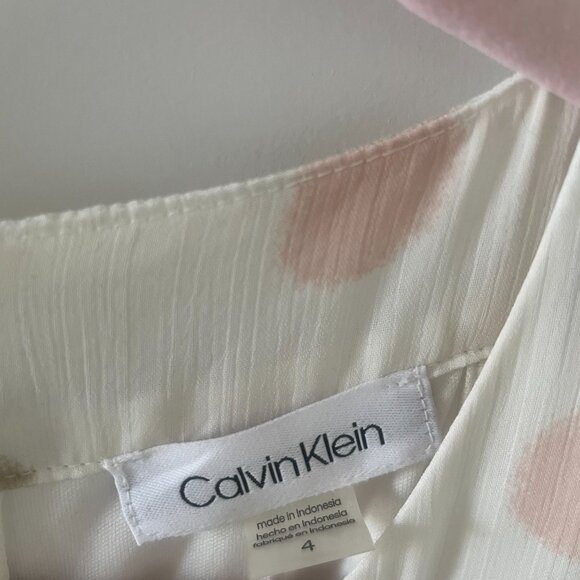 Calvin Klein
made in Indonesia
hecho en Indonesia
fabriqué en Indonésie
4